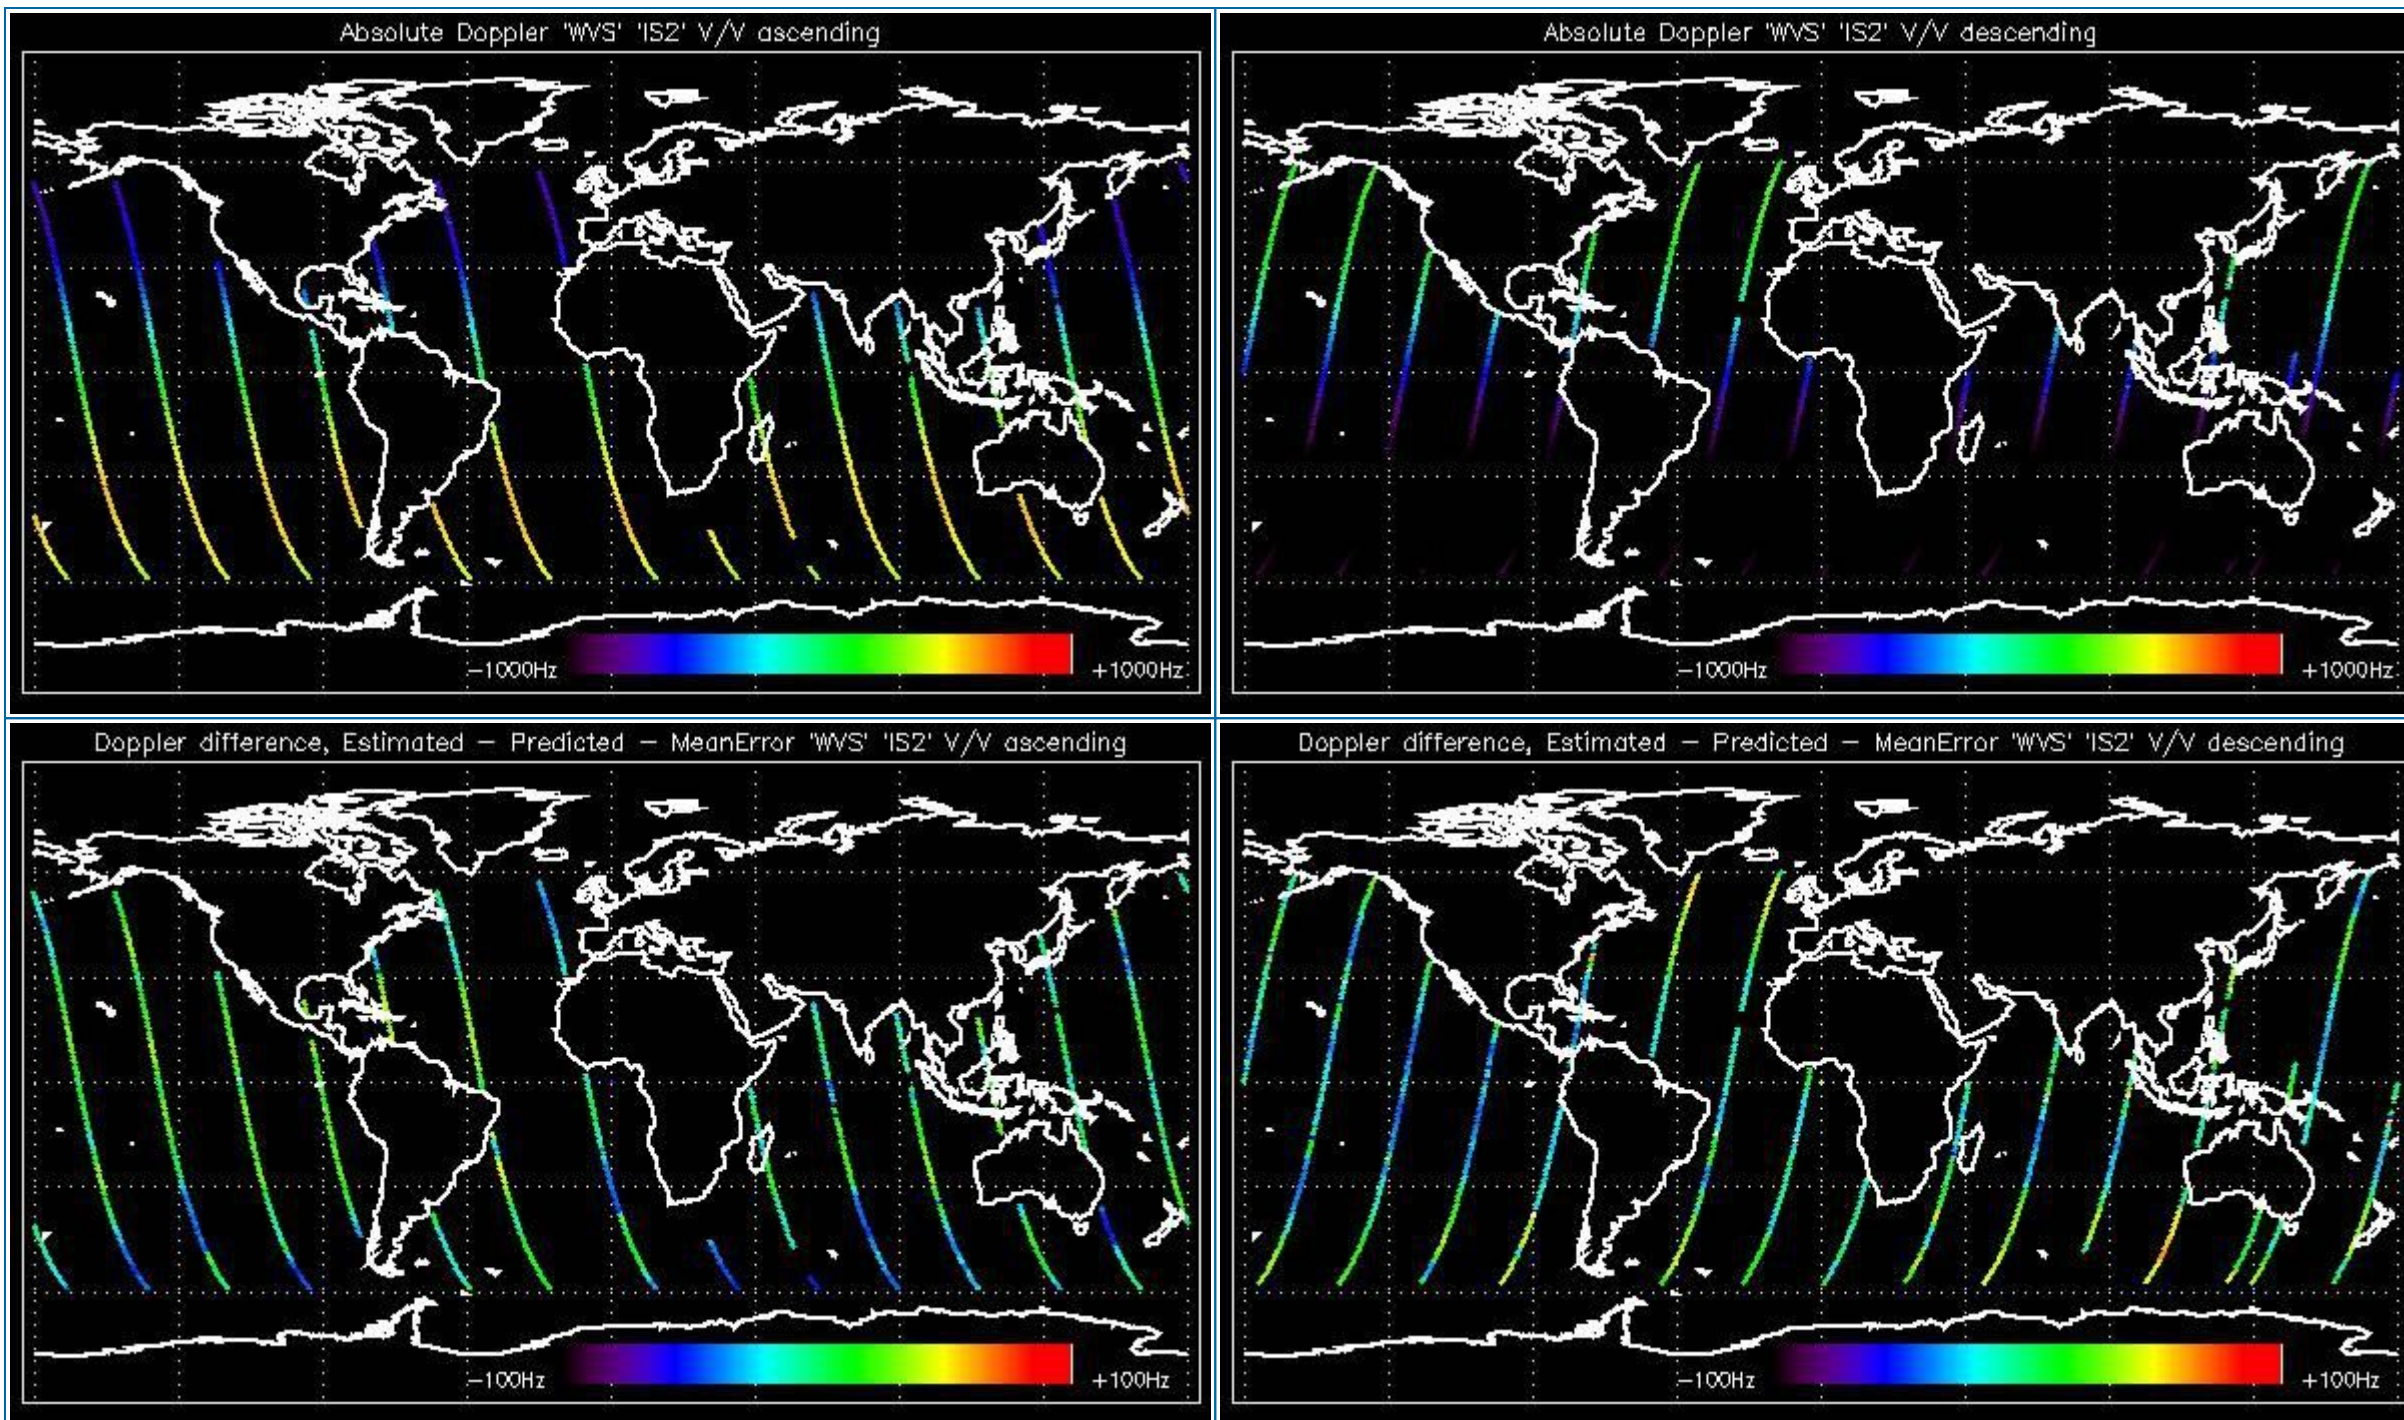 Absolute Doppler 'WVS' 'IS2' V/V ascending
-1000Hz
+1000Hz
Absolute Doppler 'WVS' 'IS2' V/V descending
-1000Hz
+1000Hz
Doppler difference, Estimated - Predicted - MeanError 'WVS' 'IS2' V/V ascending
-100Hz
+100Hz
Doppler difference, Estimated - Predicted - MeanError 'WVS' 'IS2' V/V descending
-100Hz
+100Hz